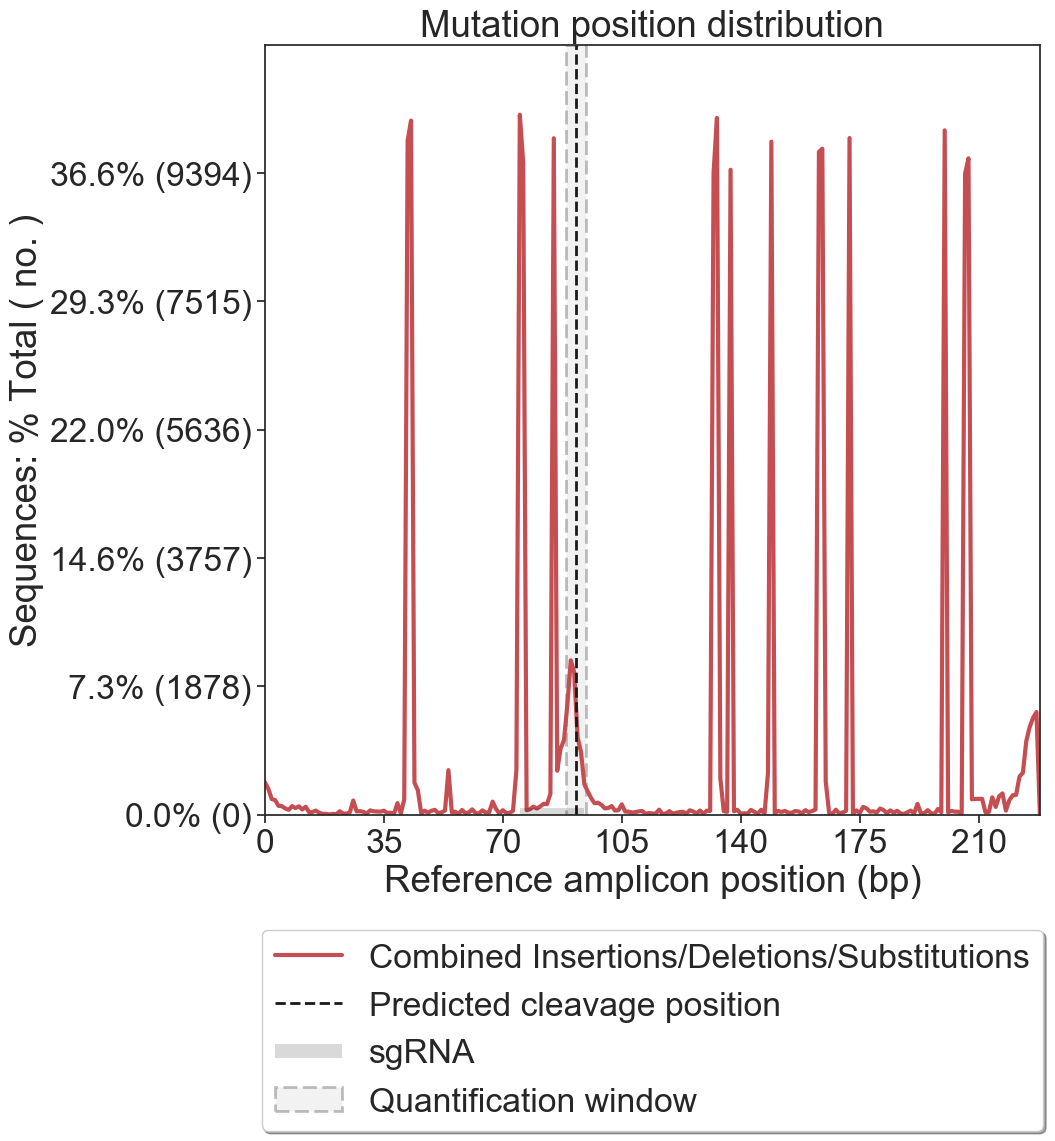 Mutation position distribution
Sequences: % Total ( no. )
36.6% (9394)
29.3% (7515)
22.0% (5636)
14.6% (3757)
7.3% (1878)
0.0% (0)
0 35 70 105 140 175 210
Reference amplicon position (bp)
Combined Insertions/Deletions/Substitutions
Predicted cleavage position
sgRNA
Quantification window